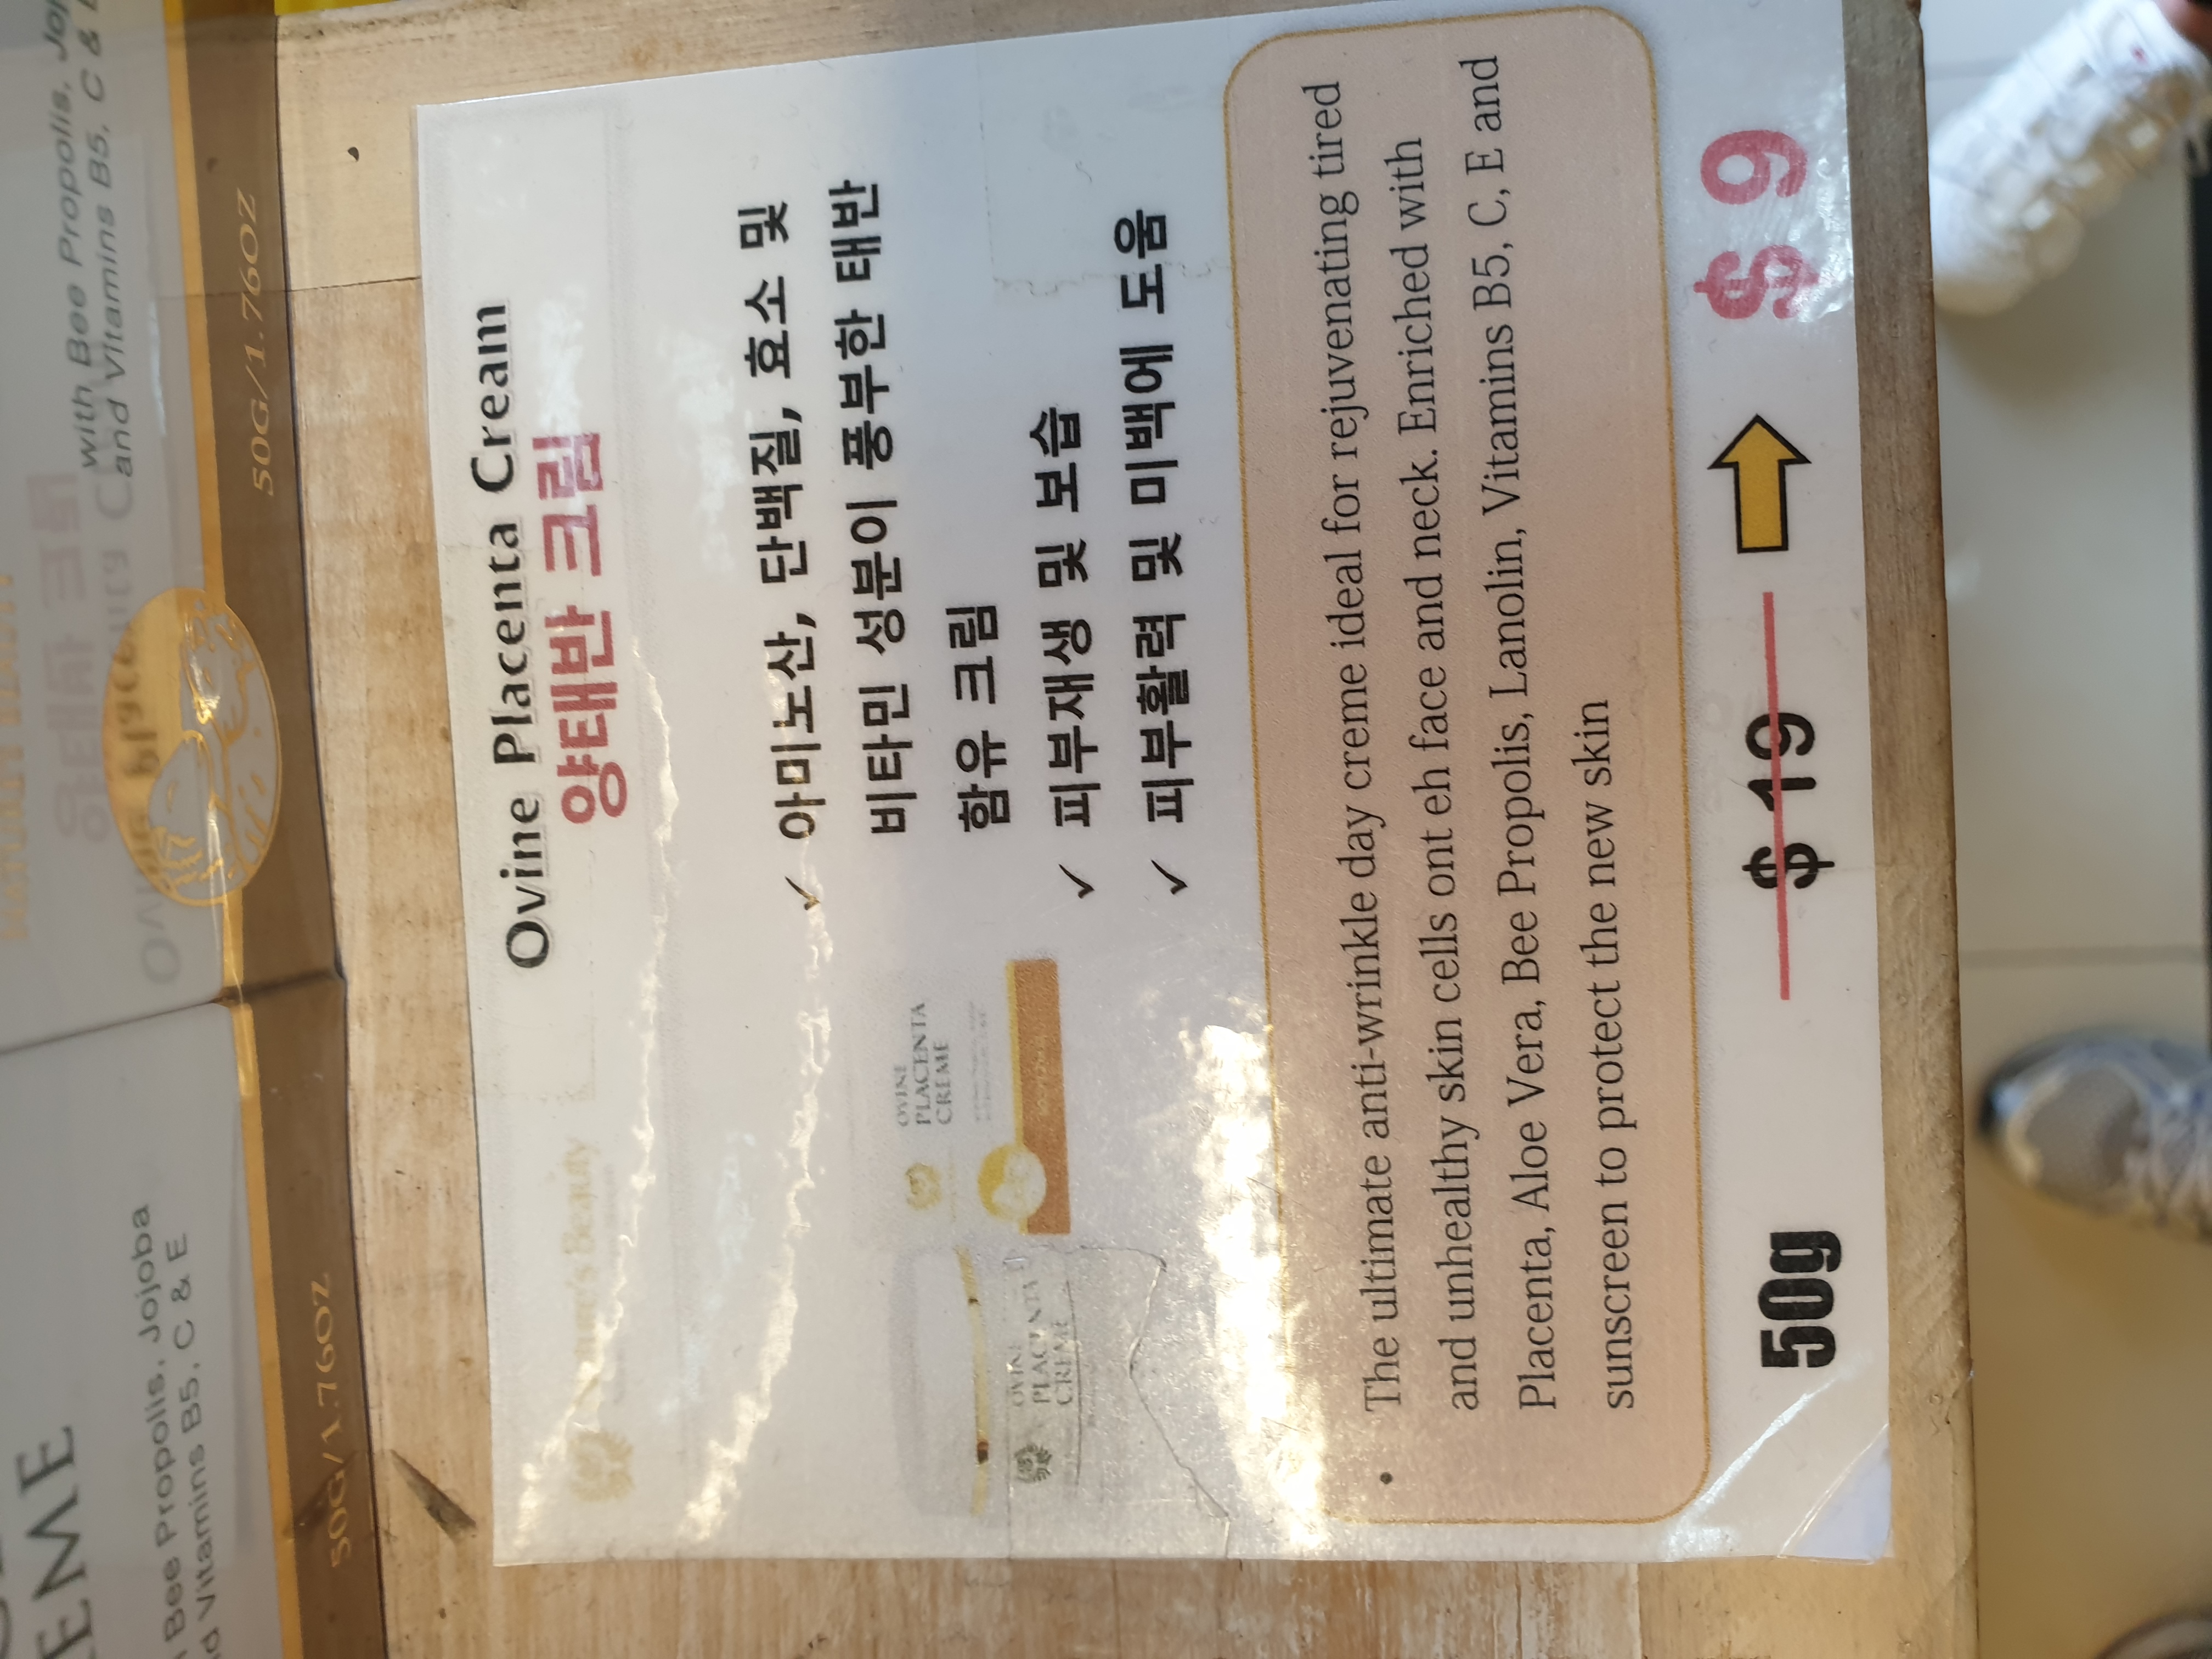 Ovine Placenta Cream
양태반 크림
✓ 아미노산, 단백질, 효소 및
비타민 성분이 풍부한 태반
함유 크림
✓ 피부재생 및 보습
✓ 피부활력 및 미백에 도움
OVINE
PLACENTA
CREME
OVINE
PLACENTA
CREME
• The ultimate anti-wrinkle day creme ideal for rejuvenating tired
and unhealthy skin cells ont eh face and neck. Enriched with
Placenta, Aloe Vera, Bee Propolis, Lanolin, Vitamins B5, C, E and
sunscreen to protect the new skin
50g $ 19 $ 9
EME
Bee Propolis, Jojoba
Vitamins B5, C & E
50G/1.76OZ
with Bee Propolis,
and Vitamins B5, C &
50G/1.76OZ